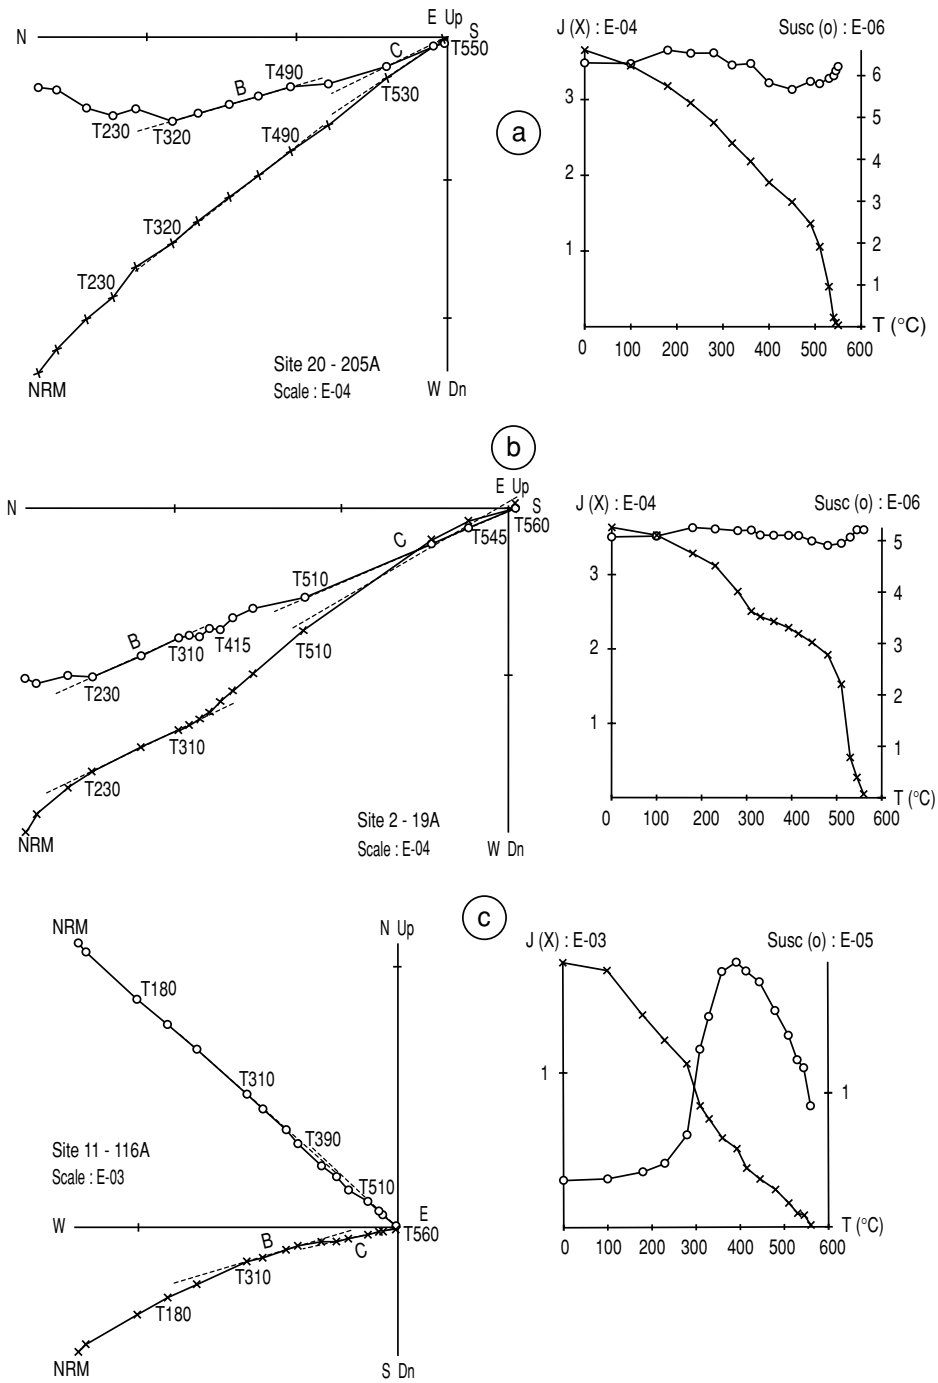 E Up
N
S
C
T550
B
T490
T530
T230
T320
T490
T320
T230
NRM
Site 20 - 205A
Scale : E-04
W Dn
a
J (X) : E-04
Susc (o) : E-06
3
2
1
6
5
4
3
2
1
T (°C)
0 100 200 300 400 500 600
b
E Up
N
S
T560
T545
C
T510
B
T310
T415
T510
T230
T310
T230
NRM
Site 2 - 19A
Scale : E-04
W Dn
J (X) : E-04
Susc (o) : E-06
3
2
1
5
4
3
2
1
T (°C)
0 100 200 300 400 500 600
c
N Up
NRM
T180
T310
T390
T510
Site 11 - 116A
Scale : E-03
W
E
T560
B
C
T310
T180
NRM
S Dn
J (X) : E-03
Susc (o) : E-05
1
1
T (°C)
0 100 200 300 400 500 600